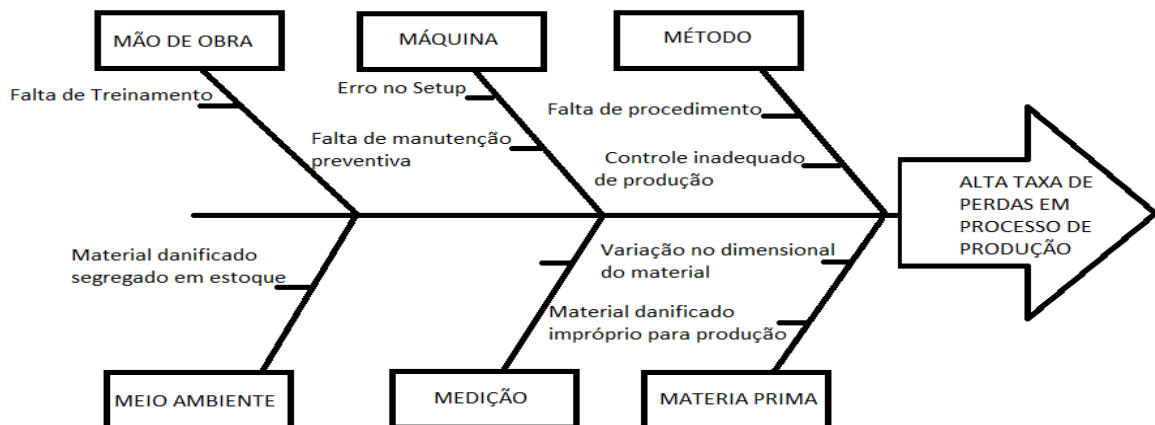 MÃO DE OBRA
MÁQUINA
MÉTODO
Falta de Treinamento
Erro no Setup
Falta de manutenção
preventiva
Falta de procedimento
Controle inadequado
de produção
ALTA TAXA DE
PERDAS EM
PROCESSO DE
PRODUÇÃO
Material danificado
segregado em estoque
Variação no dimensional
do material
Material danificado
impróprio para produção
MEIO AMBIENTE
MEDIÇÃO
MATERIA PRIMA